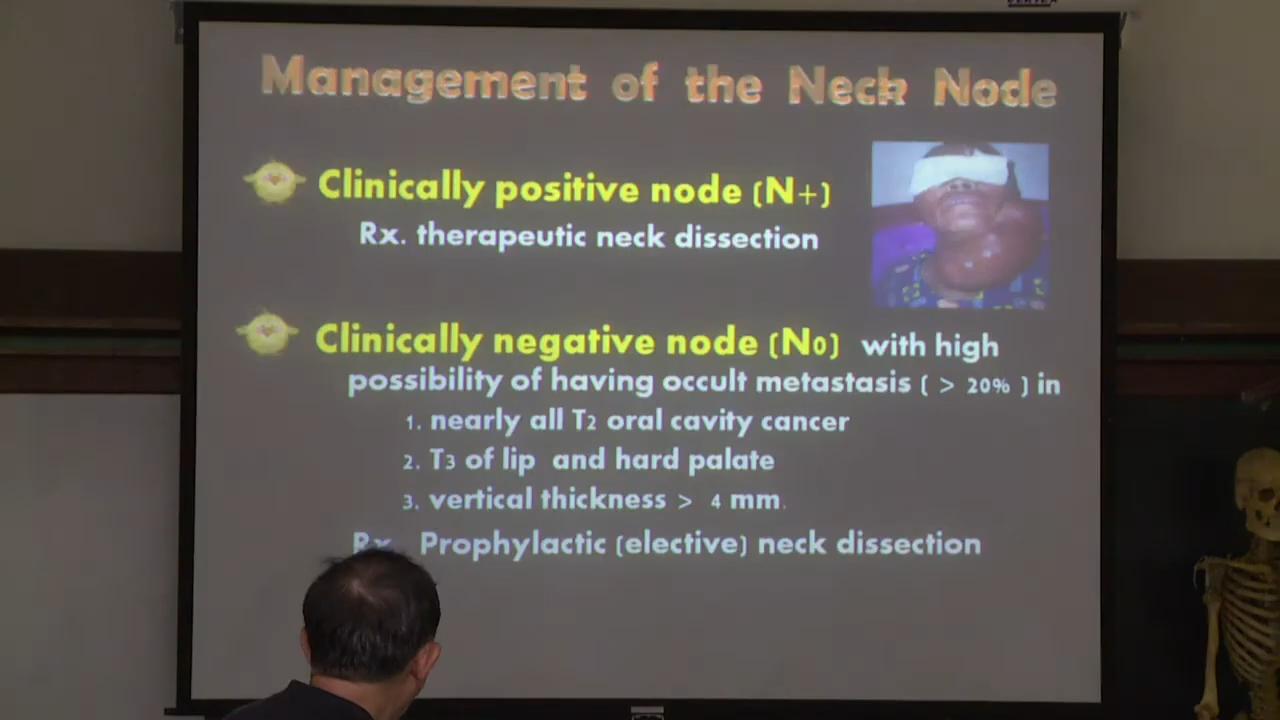 Management of the Neck Node
Clinically positive node (N+)
Rx. therapeutic neck dissection
Clinically negative node (N0) with high
possibility of having occult metastasis ( > 20% ) in
1. nearly all T2 oral cavity cancer
2. T3 of lip and hard palate
3. vertical thickness > 4 mm.
Rx. Prophylactic (elective) neck dissection